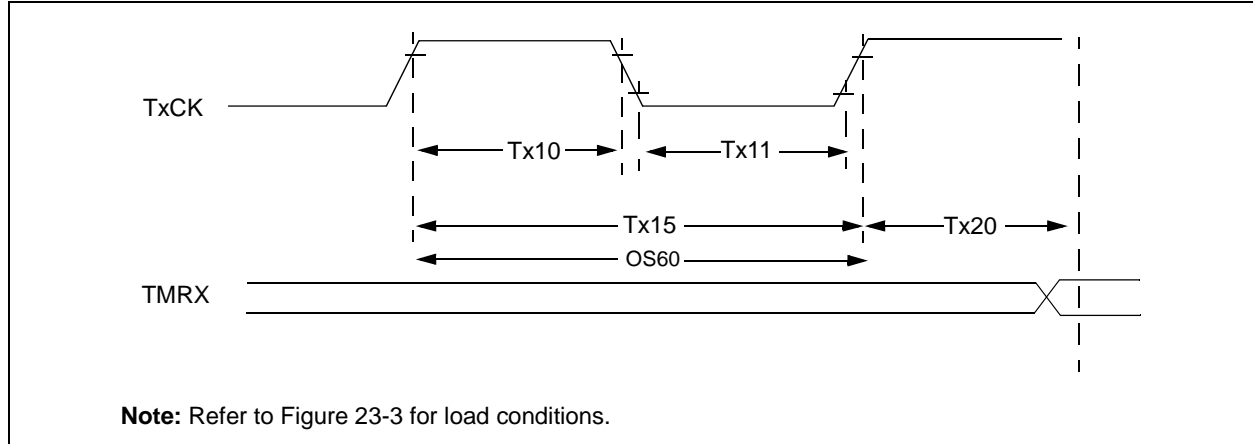 TxCK
Tx10
Tx11
Tx15
Tx20
OS60
TMRX
Note: Refer to Figure 23-3 for load conditions.